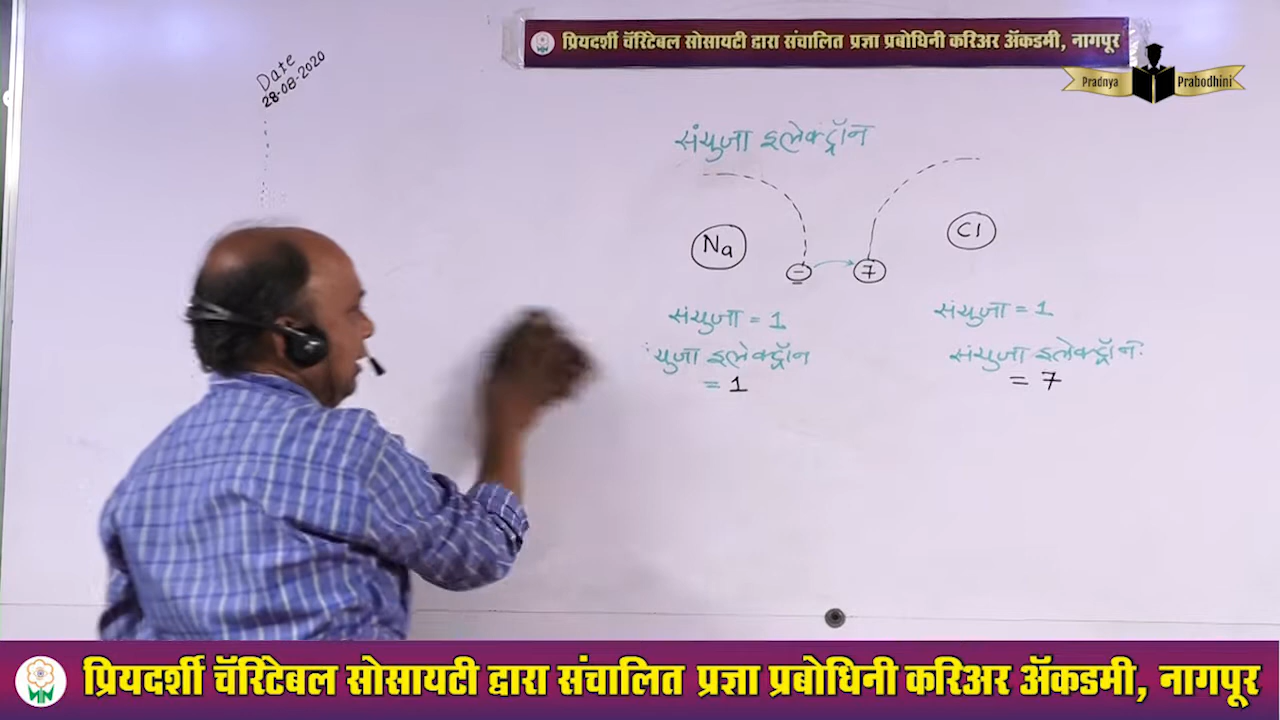 प्रियदर्शी चॅरिटेबल सोसायटी द्वारा संचालित प्रज्ञा प्रबोधिनी करिअर ॲकडमी, नागपूर
Pradnya Prabodhini
Date
28-08-2020
संयुजा इलेक्ट्रॉन
Na
Cl
–
7
संयुजा = 1
संयुजा = 1
ंयुजा इलेक्ट्रॉन
= 1
संयुजा इलेक्ट्रॉन:
= 7
प्रियदर्शी चॅरिटेबल सोसायटी द्वारा संचालित प्रज्ञा प्रबोधिनी करिअर ॲकडमी, नागपूर